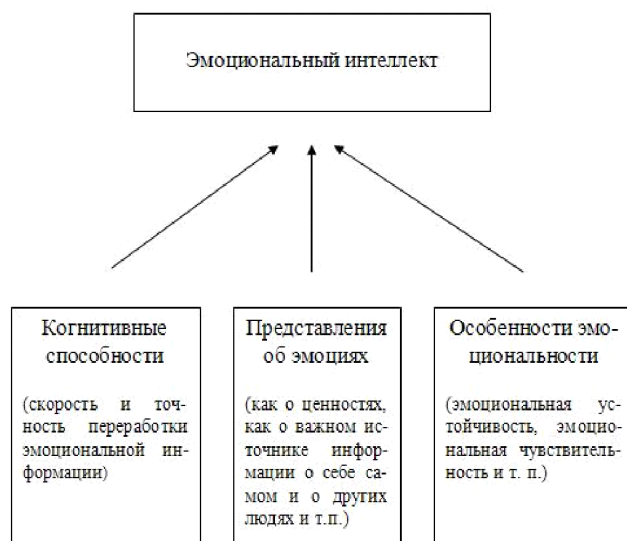 Эмоциональный интеллект
Когнитивные
способности
(скорость и точ-
ность переработки
эмоциональной ин-
формации)
Представления
об эмоциях
(как о ценностях,
как о важном ис-
точнике инфор-
мации о себе са-
мом и о других
людях и т.п.)
Особенности эмо-
циональности
(эмоциональная ус-
тойчивость, эмоцио-
нальная чувствитель-
ность и т. п.)